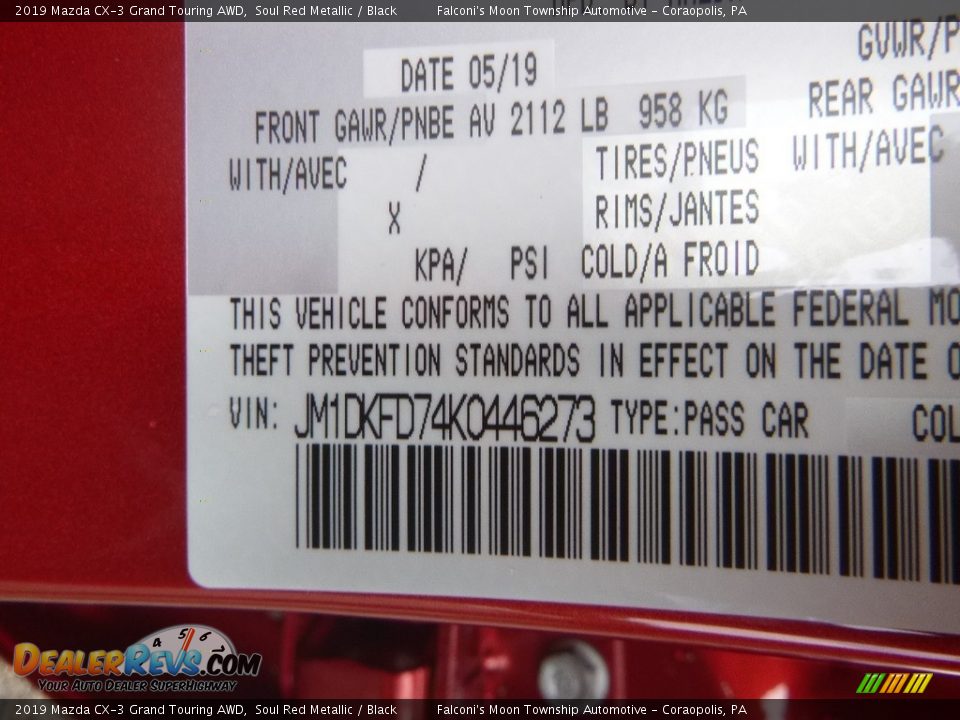 2019 Mazda CX-3 Grand Touring AWD, Soul Red Metallic / Black Falconi's Moon Township Automotive - Coraopolis, PA
GVWR/P
DATE 05/19
FRONT GAWR/PNBE AV 2112 LB 958 KG REAR GAWR
WITH/AVEC / TIRES/PNEUS WITH/AVEC
X RIMS/JANTES
KPA/ PSI COLD/A FROID
THIS VEHICLE CONFORMS TO ALL APPLICABLE FEDERAL MO
THEFT PREVENTION STANDARDS IN EFFECT ON THE DATE O
VIN: JM1DKFD74K0446273 TYPE:PASS CAR COL
4 5 6
DealerRevs.com
Your Auto Dealer SuperHighway
2019 Mazda CX-3 Grand Touring AWD, Soul Red Metallic / Black Falconi's Moon Township Automotive - Coraopolis, PA